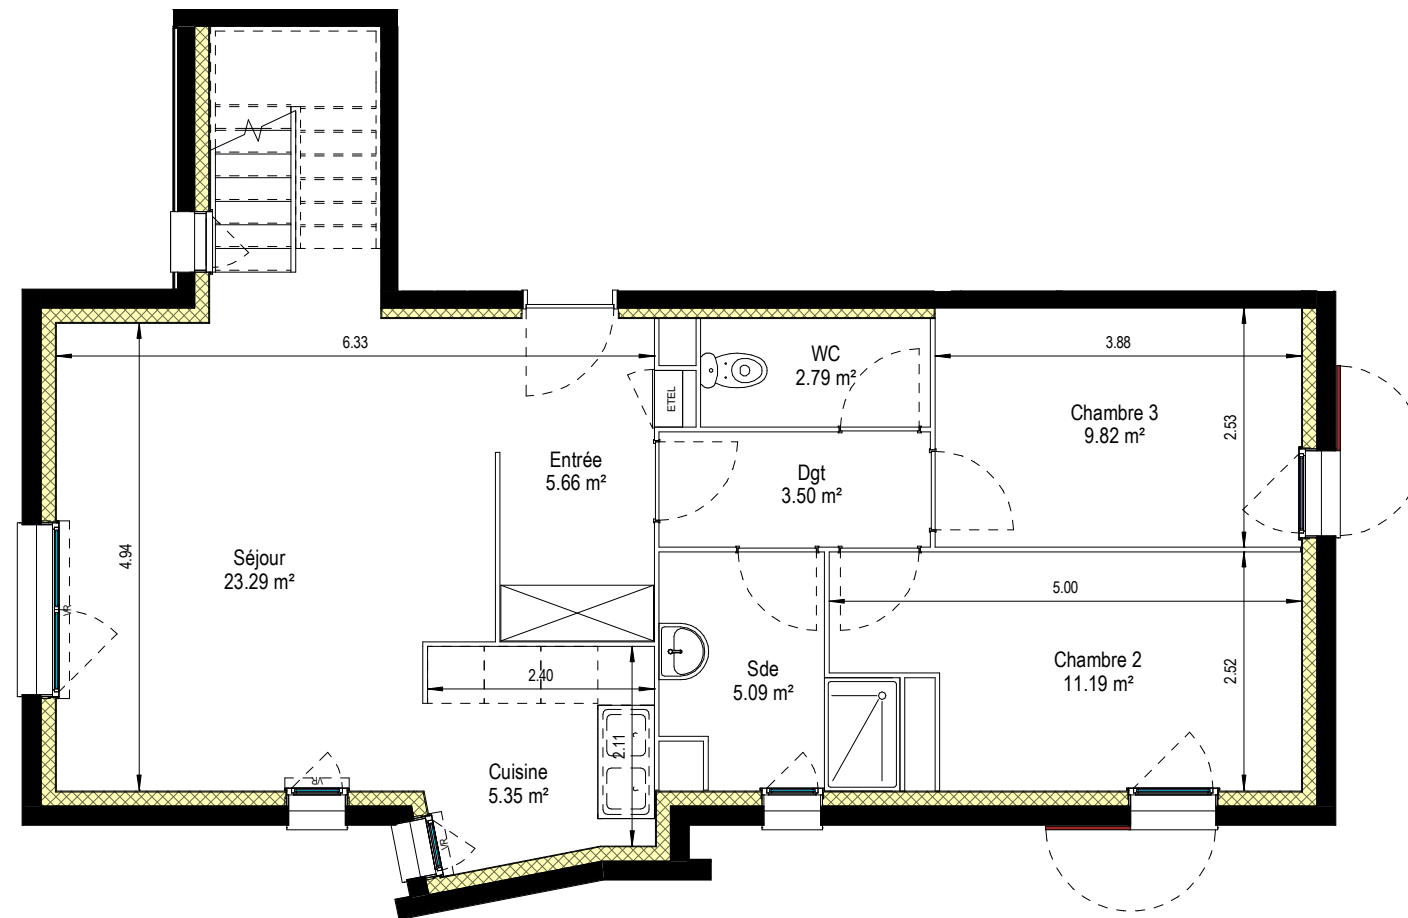 6.33
WC
2.79 m²
3.88
ETEL
Chambre 3
9.82 m²
2.53
Entrée
5.66 m²
Dgt
3.50 m²
4.94
Séjour
23.29 m²
VR
5.00
2.40
Sde
5.09 m²
Chambre 2
11.19 m²
2.52
2.11
VR
Cuisine
5.35 m²
VR